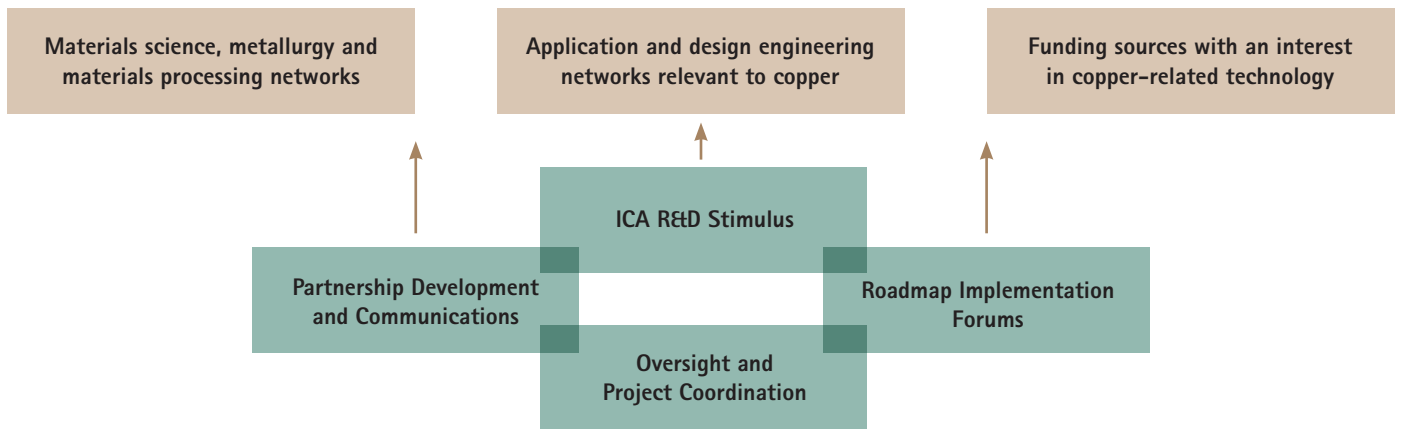 Materials science, metallurgy and
materials processing networks
Application and design engineering
networks relevant to copper
Funding sources with an interest
in copper-related technology
ICA R&D Stimulus
Partnership Development
and Communications
Roadmap Implementation
Forums
Oversight and
Project Coordination